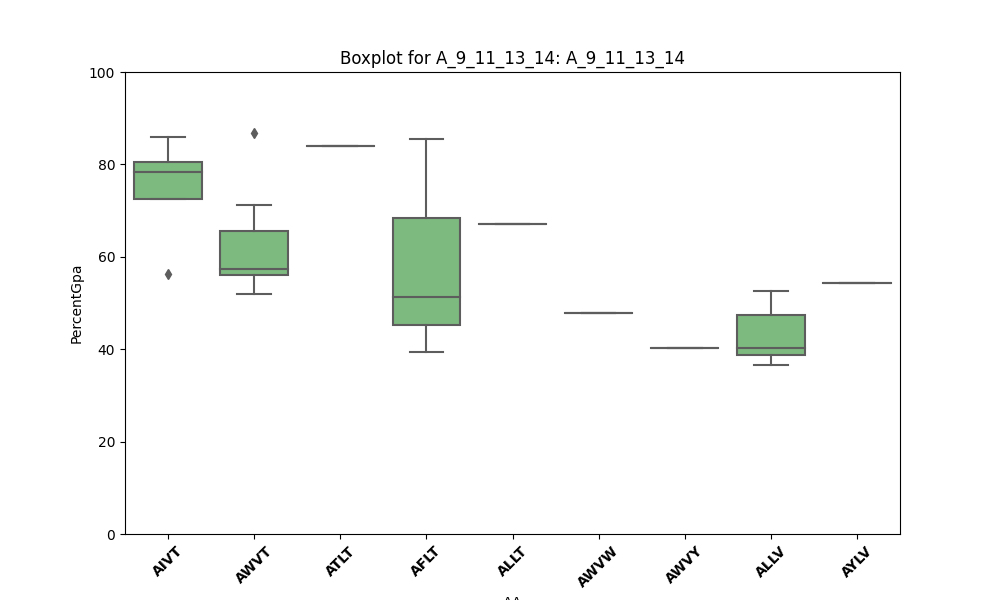 Boxplot for A_9_11_13_14: A_9_11_13_14
100
80
60
40
20
0
PercentGpa
AIVT
AWVT
ATLT
AFLT
ALLT
AWVW
AWVY
ALLV
AYLV